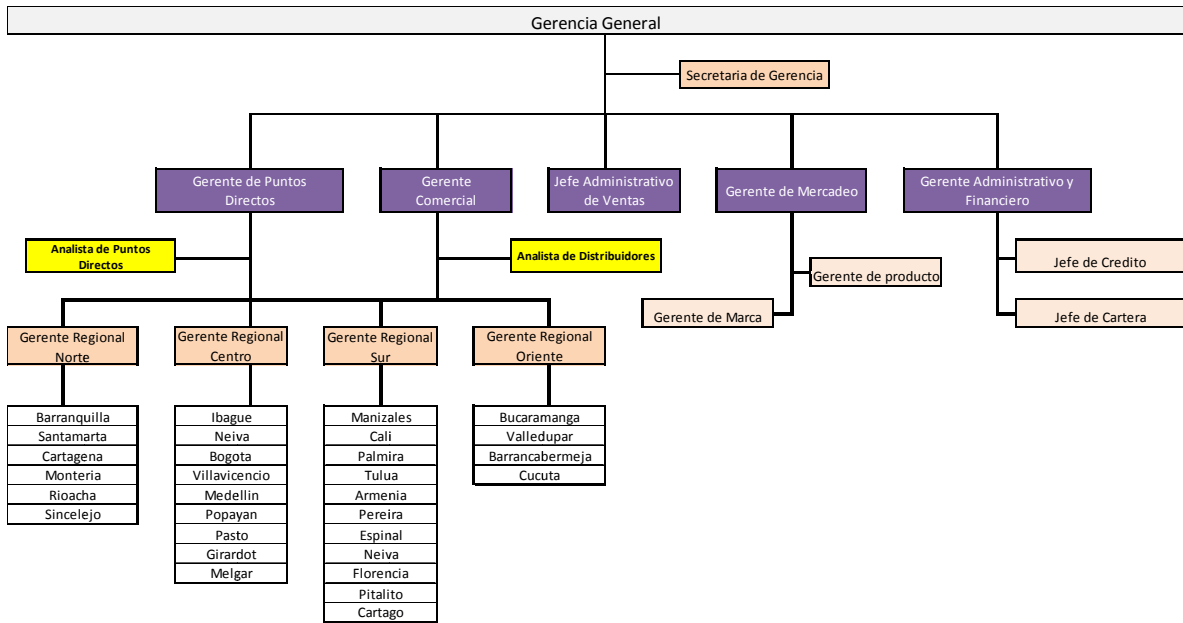 Gerencia General
Secretaria de Gerencia
Gerente de Puntos
Directos
Gerente
Comercial
Jefe Administrativo
de Ventas
Gerente de Mercadeo
Gerente Administrativo y
Financiero
Analista de Puntos
Directos
Analista de Distribuidores
Jefe de Credito
Gerente de producto
Gerente de Marca
Jefe de Cartera
Gerente Regional
Norte
Gerente Regional
Centro
Gerente Regional
Sur
Gerente Regional
Oriente
Barranquilla
Santamarta
Cartagena
Monteria
Rioacha
Sincelejo
Ibague
Neiva
Bogota
Villavicencio
Medellin
Popayan
Pasto
Girardot
Melgar
Manizales
Cali
Palmira
Tulua
Armenia
Pereira
Espinal
Neiva
Florencia
Pitalito
Cartago
Bucaramanga
Valledupar
Barrancabermeja
Cucuta